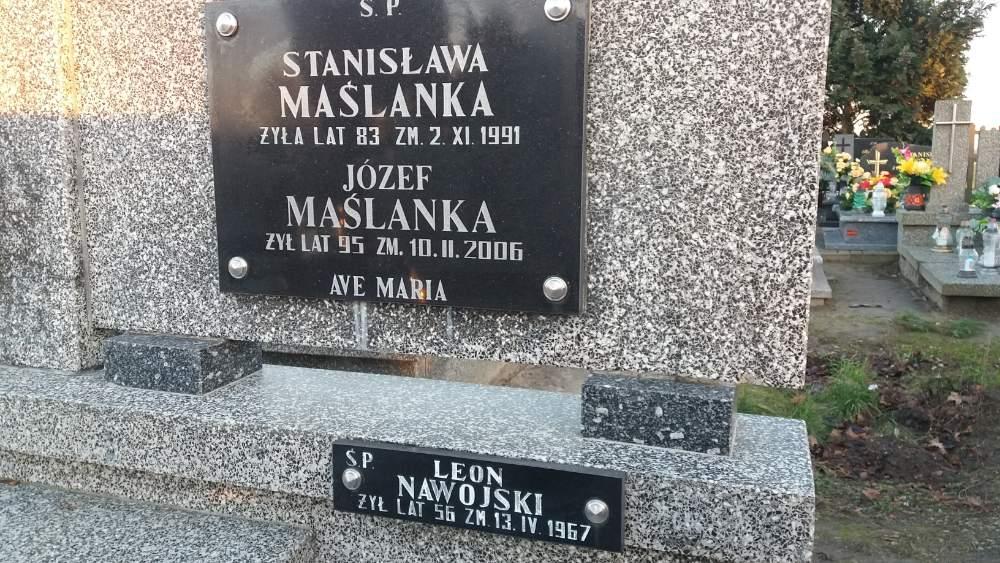 Ś. P.
STANISŁAWA
MAŚLANKA
ŻYŁA LAT 83 ZM. 2. XI. 1991
JÓZEF
MAŚLANKA
ŻYŁ LAT 95 ZM. 10. II. 2006
AVE MARIA
Ś.P. LEON
NAWOJSKI
ŻYŁ LAT 56 ZM. 13. IV. 1967